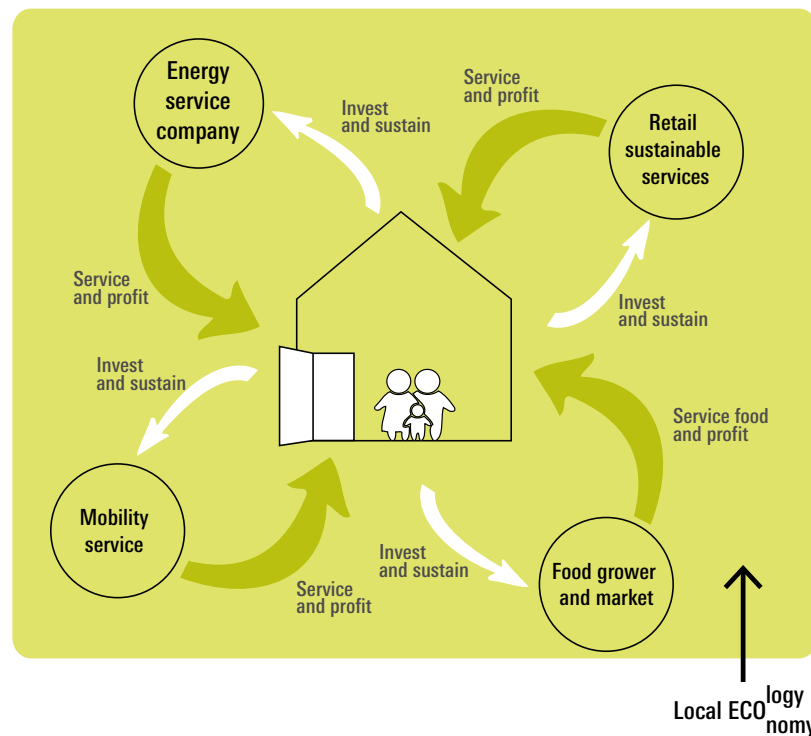 Energy
service
company
Invest
and sustain
Service
and profit
Retail
sustainable
services
Service
and profit
Invest
and sustain
Invest
and sustain
Service food
and profit
Mobility
service
Invest
and sustain
Service
and profit
Food grower
and market
Local ECO
logy
nomy